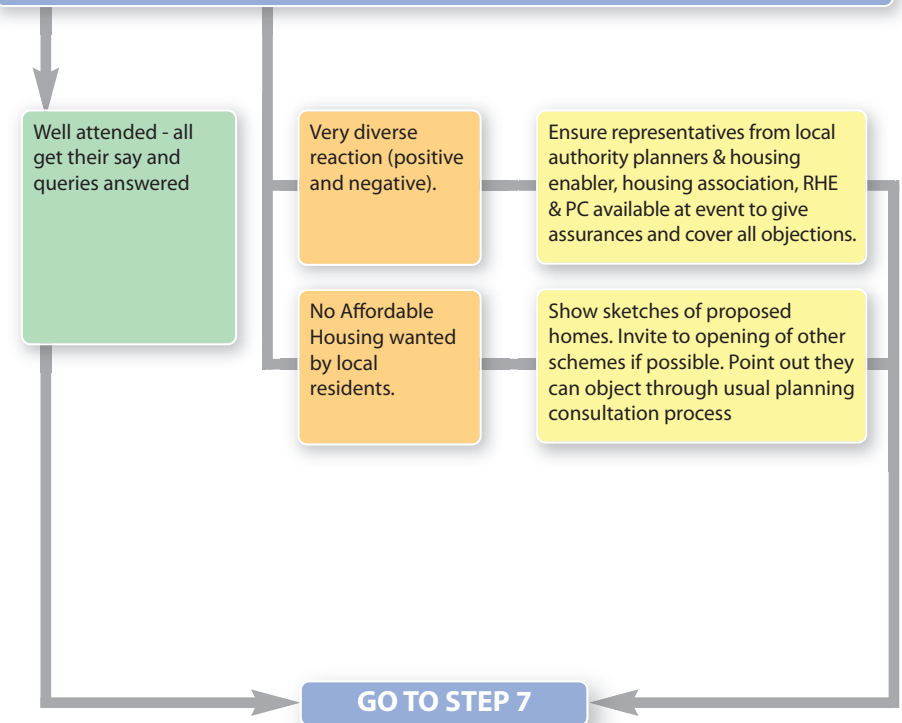 Well attended - all
get their say and
queries answered
Very diverse
reaction (positive
and negative).
Ensure representatives from local
authority planners & housing
enabler, housing association, RHE
& PC available at event to give
assurances and cover all objections.
No Affordable
Housing wanted
by local
residents.
Show sketches of proposed
homes. Invite to opening of other
schemes if possible. Point out they
can object through usual planning
consultation process
GO TO STEP 7